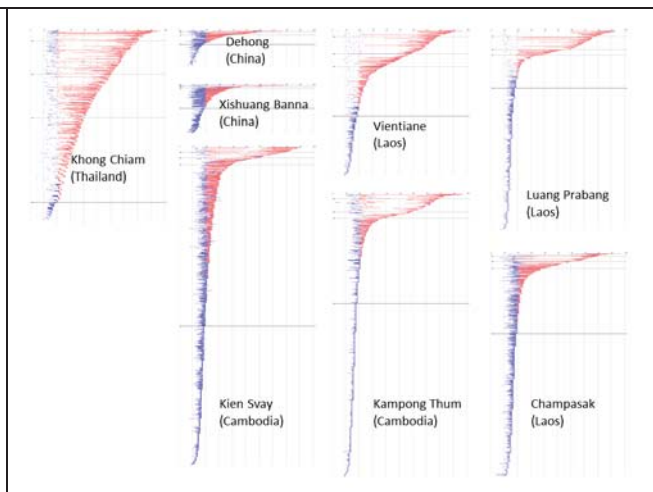 Khong Chiam
(Thailand)
Dehong
(China)
Xishuang Banna
(China)
Kien Svay
(Cambodia)
Vientiane
(Laos)
Kampong Thum
(Cambodia)
Luang Prabang
(Laos)
Champasak
(Laos)